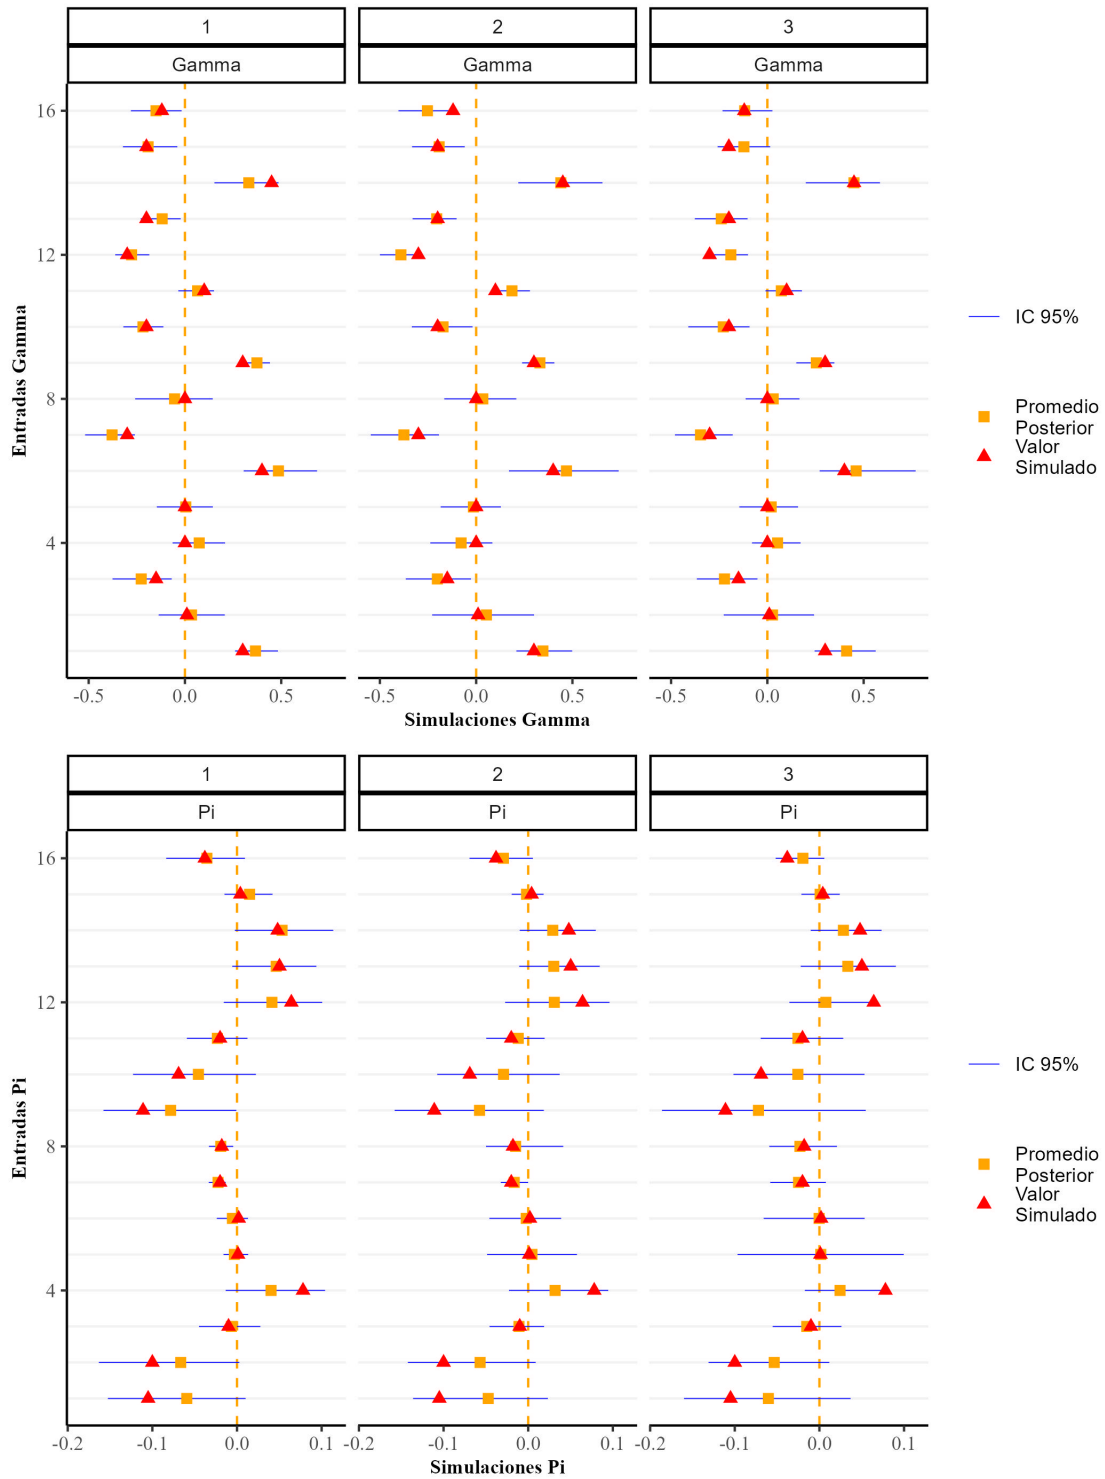 1 2 3
Gamma Gamma Gamma
16
12
8
4
Entradas Gamma
-0.5 0.0 0.5 -0.5 0.0 0.5 -0.5 0.0 0.5
Simulaciones Gamma
IC 95%
Promedio
Posterior
Valor
Simulado
1 2 3
Pi Pi Pi
16
12
8
4
Entradas Pi
-0.2 -0.1 0.0 0.1 -0.2 -0.1 0.0 0.1 -0.2 -0.1 0.0 0.1
Simulaciones Pi
IC 95%
Promedio
Posterior
Valor
Simulado